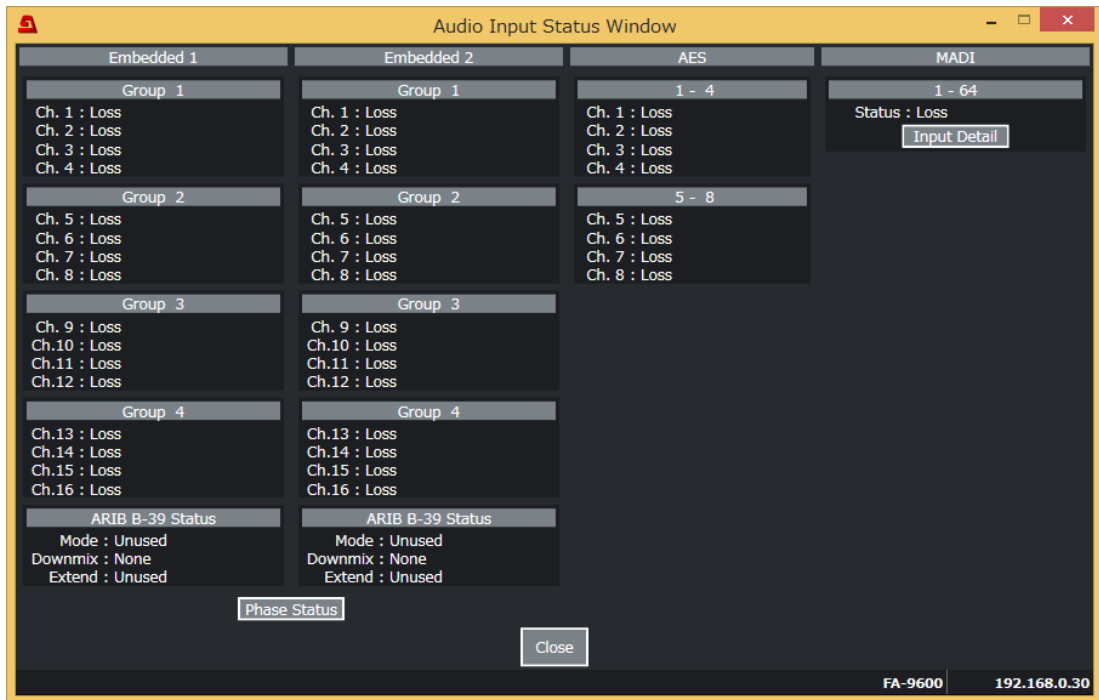 Audio Input Status Window
Embedded 1
Group 1
Ch. 1 : Loss
Ch. 2 : Loss
Ch. 3 : Loss
Ch. 4 : Loss
Group 2
Ch. 5 : Loss
Ch. 6 : Loss
Ch. 7 : Loss
Ch. 8 : Loss
Group 3
Ch. 9 : Loss
Ch.10 : Loss
Ch.11 : Loss
Ch.12 : Loss
Group 4
Ch.13 : Loss
Ch.14 : Loss
Ch.15 : Loss
Ch.16 : Loss
ARIB B-39 Status
Mode : Unused
Downmix : None
Extend : Unused
Embedded 2
Group 1
Ch. 1 : Loss
Ch. 2 : Loss
Ch. 3 : Loss
Ch. 4 : Loss
Group 2
Ch. 5 : Loss
Ch. 6 : Loss
Ch. 7 : Loss
Ch. 8 : Loss
Group 3
Ch. 9 : Loss
Ch.10 : Loss
Ch.11 : Loss
Ch.12 : Loss
Group 4
Ch.13 : Loss
Ch.14 : Loss
Ch.15 : Loss
Ch.16 : Loss
ARIB B-39 Status
Mode : Unused
Downmix : None
Extend : Unused
Phase Status
AES
1 - 4
Ch. 1 : Loss
Ch. 2 : Loss
Ch. 3 : Loss
Ch. 4 : Loss
5 - 8
Ch. 5 : Loss
Ch. 6 : Loss
Ch. 7 : Loss
Ch. 8 : Loss
MADI
1 - 64
Status : Loss
Input Detail
Close
FA-9600 192.168.0.30